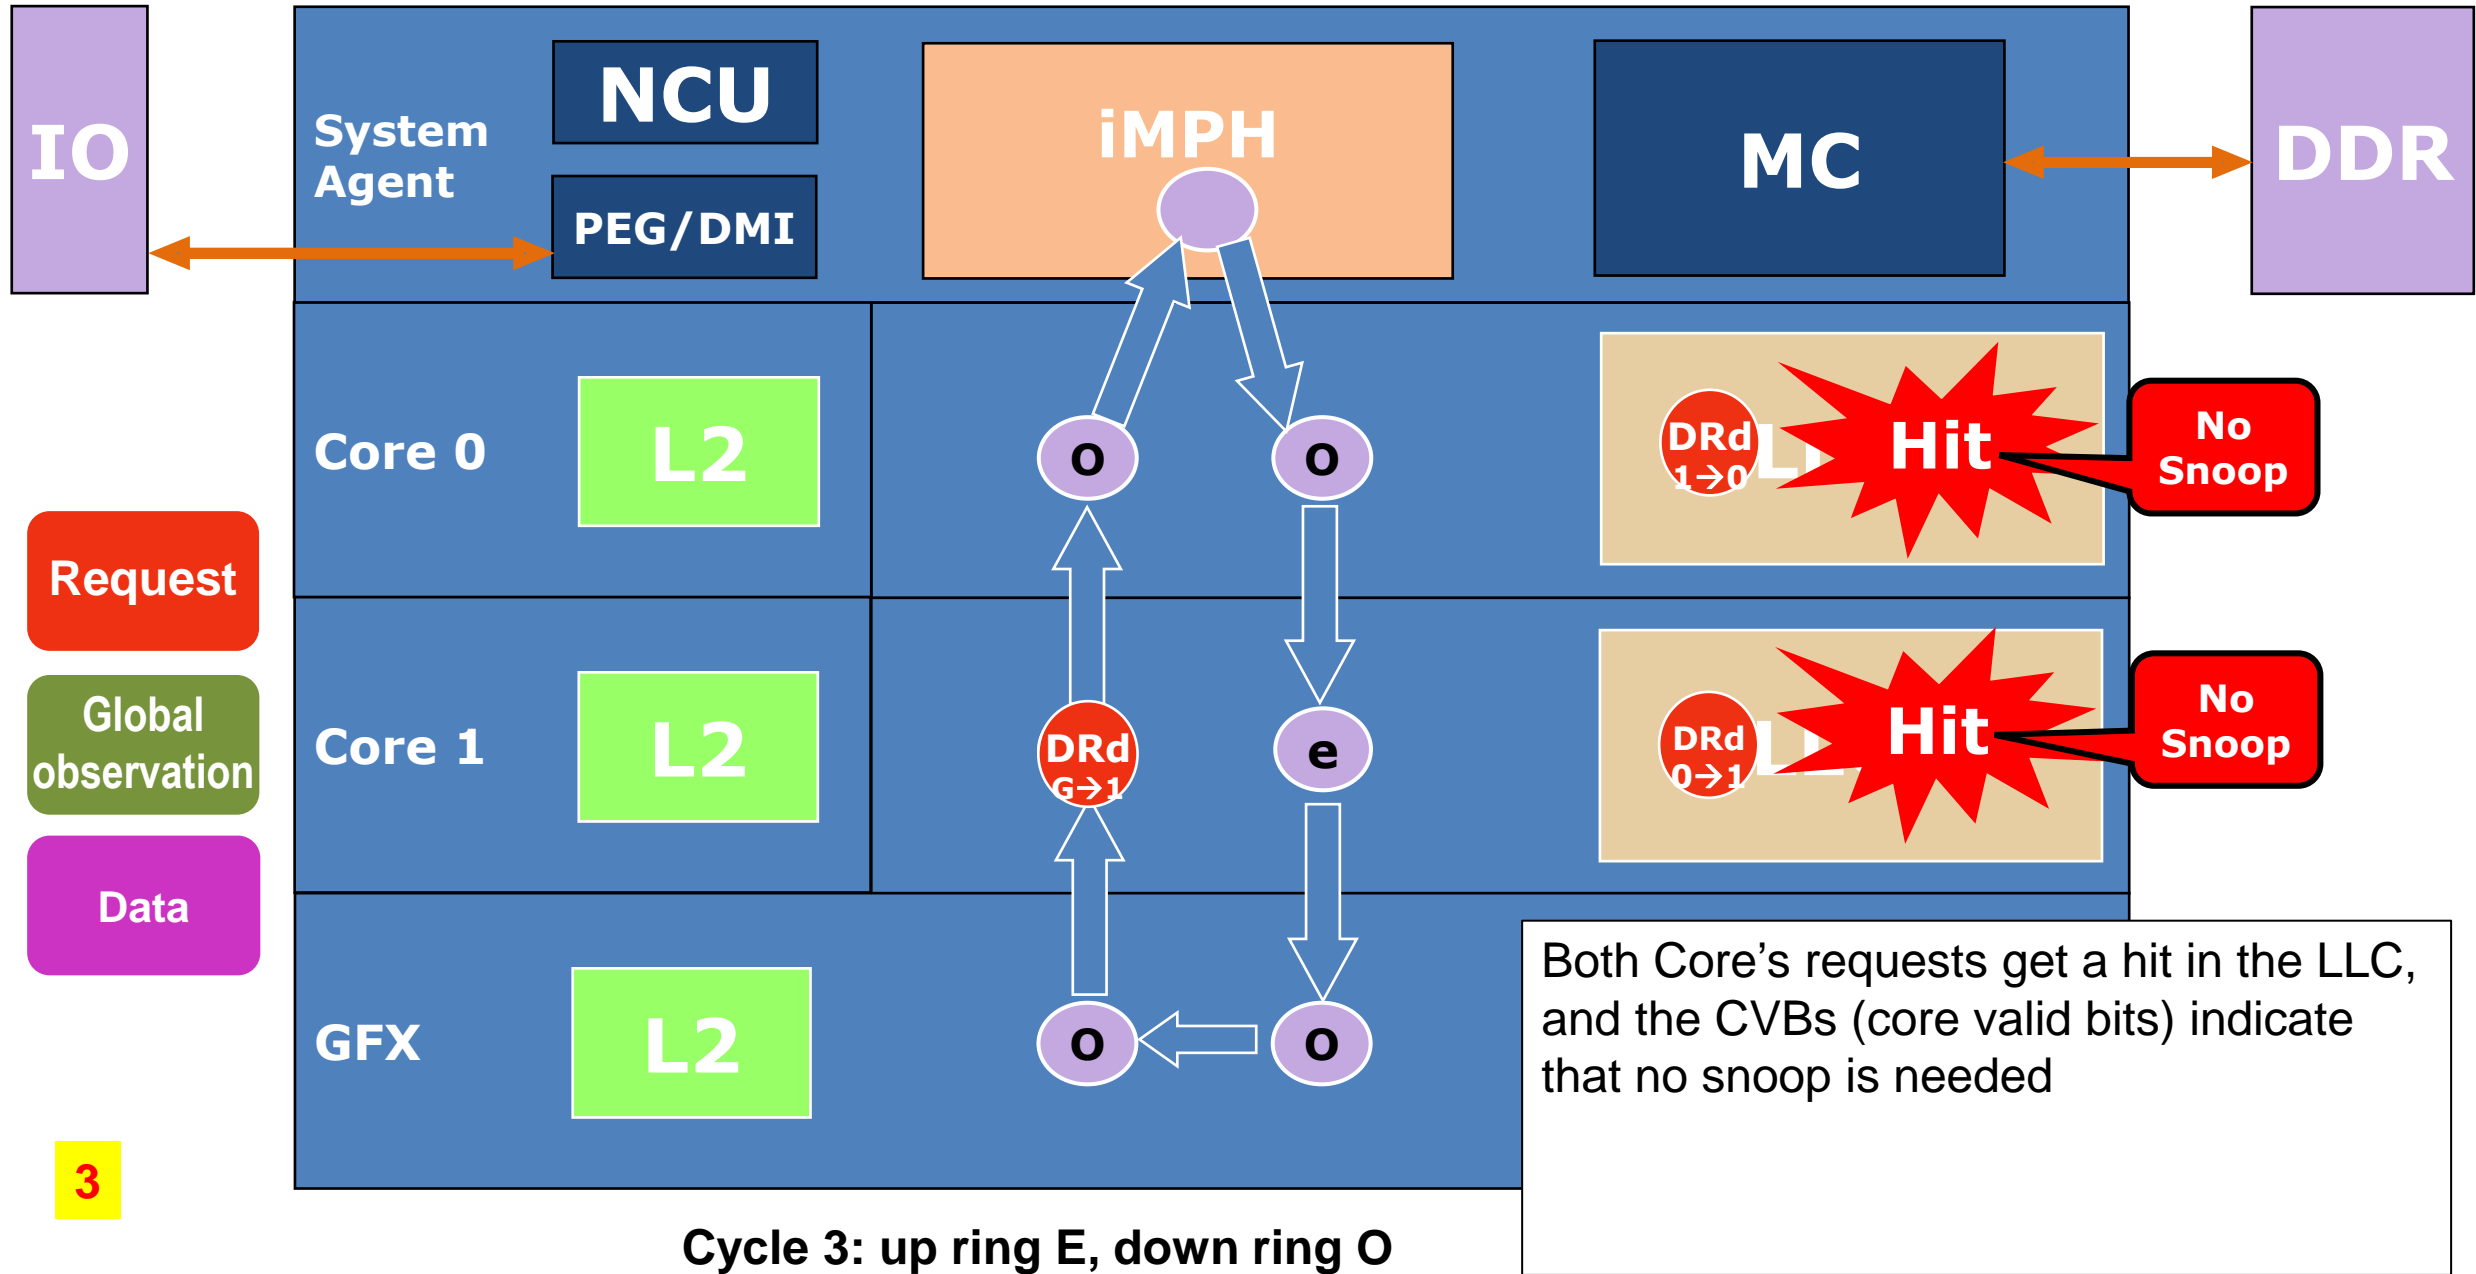 IO
System
Agent
NCU
PEG/DMI
iMPH
MC
DDR
Core 0
L2
O
O
DRd
1→0
Hit
No
Snoop
Request
Global
observation
Data
Core 1
L2
DRd
G→1
e
DRd
0→1
Hit
No
Snoop
GFX
L2
O
O
Both Core’s requests get a hit in the LLC,
and the CVBs (core valid bits) indicate
that no snoop is needed
3
Cycle 3: up ring E, down ring O